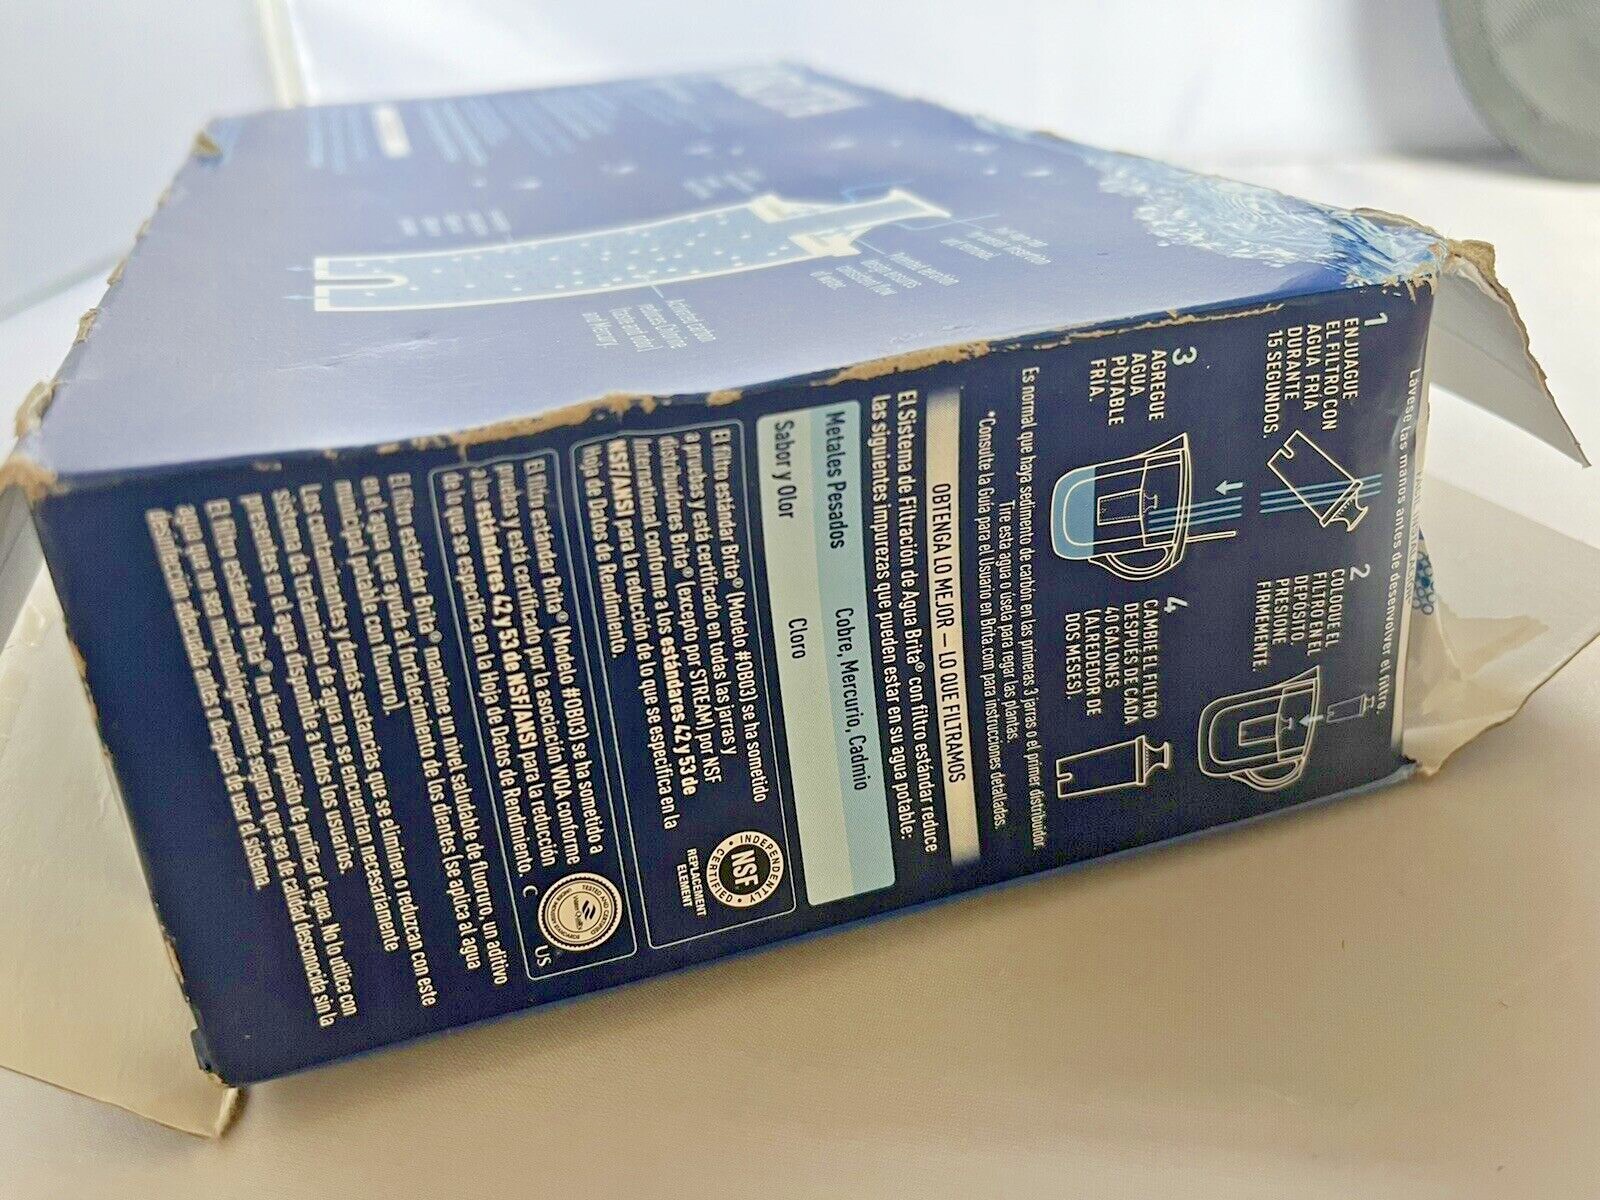 Lávese las manos antes de desenvolver el filtro.
1
ENJUAGUE
EL FILTRO CON
AGUA FRÍA
DURANTE
15 SEGUNDOS.
2
COLOQUE EL
FILTRO EN EL
DEPÓSITO.
PRESIONE
FIRMEMENTE.
3
AGREGUE
AGUA
POTABLE
FRÍA.
4
CAMBIE EL FILTRO
DESPUÉS DE CADA
40 GALONES
(ALREDEDOR DE
DOS MESES).
Es normal que haya sedimento de carbón en las primeras 3 jarras o el primer distribuidor.
Tire esta agua o úsela para regar las plantas.
*Consulte la Guía para el Usuario en Brita.com para instrucciones detalladas.
OBTENGA LO MEJOR — LO QUE FILTRAMOS
El Sistema de Filtración de Agua Brita® con filtro estándar reduce
las siguientes impurezas que pueden estar en su agua potable:
Metales Pesados Cobre, Mercurio, Cadmio
Sabor y Olor Cloro
El filtro estándar Brita® (Modelo #OB03) se ha sometido
a pruebas y está certificado en todas las jarras y
distribuidores Brita® (excepto por STREAM) por NSF
International conforme a los estándares 42 y 53 de
NSF/ANSI para la reducción de lo que se especifica en la
Hoja de Datos de Rendimiento.
INDEPENDENTLY
NSF.
CERTIFIED
REPLACEMENT
ELEMENT
El filtro estándar Brita® (Modelo #OB03) se ha sometido a
pruebas y está certificado por la asociación WQA conforme
a las estándares 42 y 53 de NSF/ANSI para la reducción
de lo que se especifica en la Hoja de Datos de Rendimiento.
C
TESTED AND CERTIFIED
US
El filtro estándar Brita® mantiene un nivel saludable de fluoruro, un aditivo
en el agua que ayuda al fortalecimiento de los dientes (se aplica al agua
municipal potable con fluoruro).
Los contaminantes y demás sustancias que se eliminen o reduzcan con este
sistema de tratamiento de agua no se encuentran necesariamente
presentes en el agua disponible a todos los usuarios.
El filtro estándar Brita® no tiene el propósito de purificar el agua. No lo utilice con
agua que no sea microbiológicamente segura o que sea de calidad desconocida sin la
desinfección adecuada antes o después de usar el sistema.
Activated carbon
reduces Chlorine
(taste and odor)
and Mercury